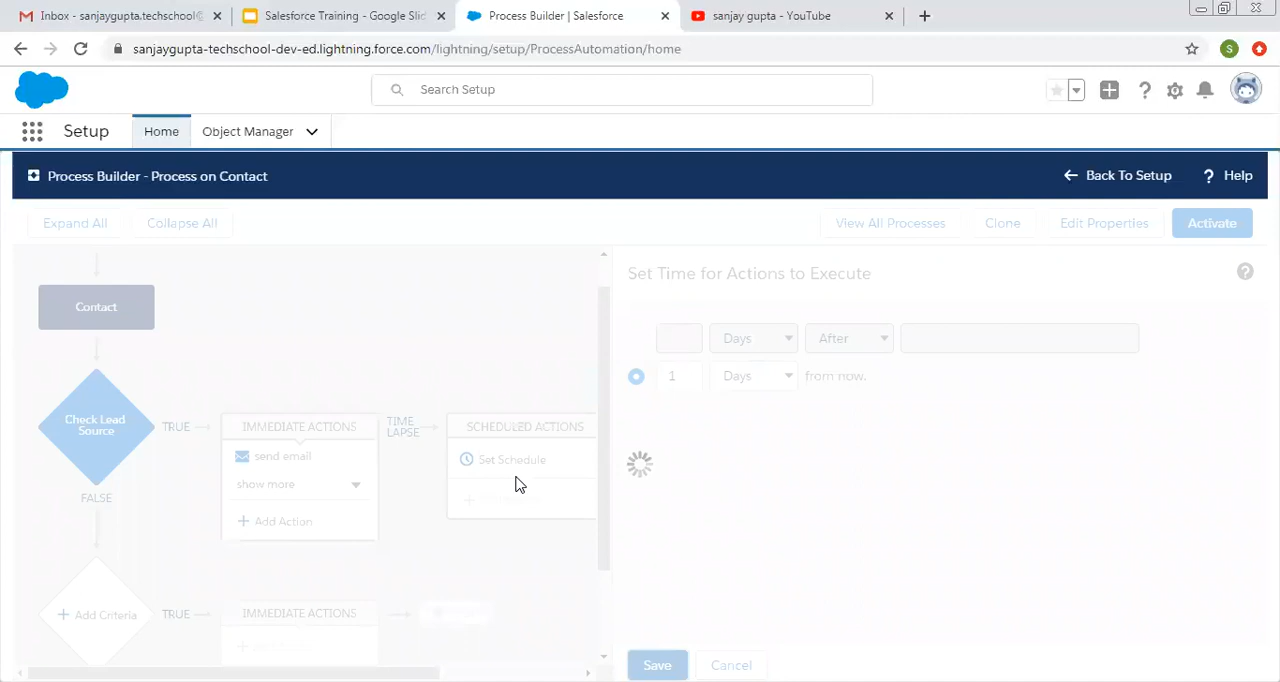 Inbox - sanjaygupta.techschool@
Salesforce Training - Google Slid
Process Builder | Salesforce
sanjay gupta - YouTube
sanjaygupta-techschool-dev-ed.lightning.force.com/lightning/setup/ProcessAutomation/home
S
Search Setup
Setup
Home
Object Manager
Process Builder - Process on Contact
Back To Setup
? Help
Expand All
Collapse All
View All Processes
Clone
Edit Properties
Activate
Set Time for Actions to Execute
Contact
Days
After
1
Days
from now.
Check Lead
Source
TRUE
IMMEDIATE ACTIONS
TIME
LAPSE
SCHEDULED ACTIONS
send email
Set Schedule
show more
FALSE
+ Add Action
+ Add Criteria
TRUE
IMMEDIATE ACTIONS
Save
Cancel